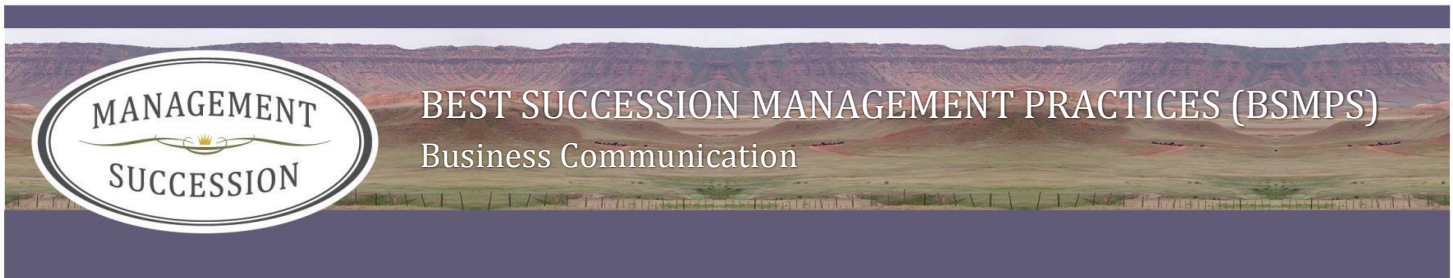 MANAGEMENT
SUCCESSION
BEST SUCCESSION MANAGEMENT PRACTICES (BSMPS)
Business Communication